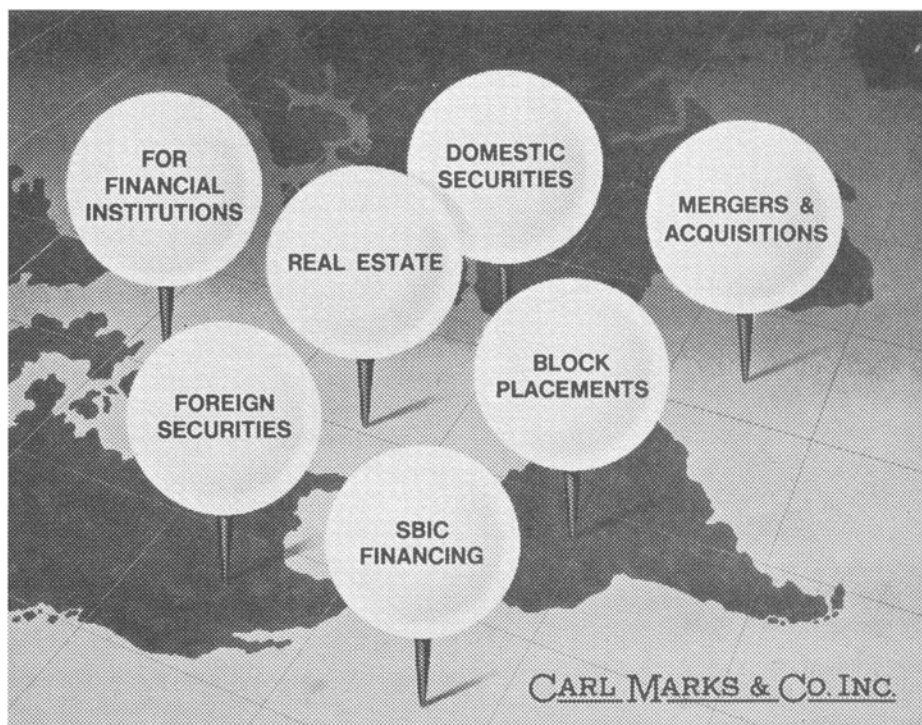 FOR
FINANCIAL
INSTITUTIONS
DOMESTIC
SECURITIES
MERGERS &
ACQUISITIONS
REAL ESTATE
BLOCK
PLACEMENTS
FOREIGN
SECURITIES
SBIC
FINANCING
CARL MARKS & CO. INC.